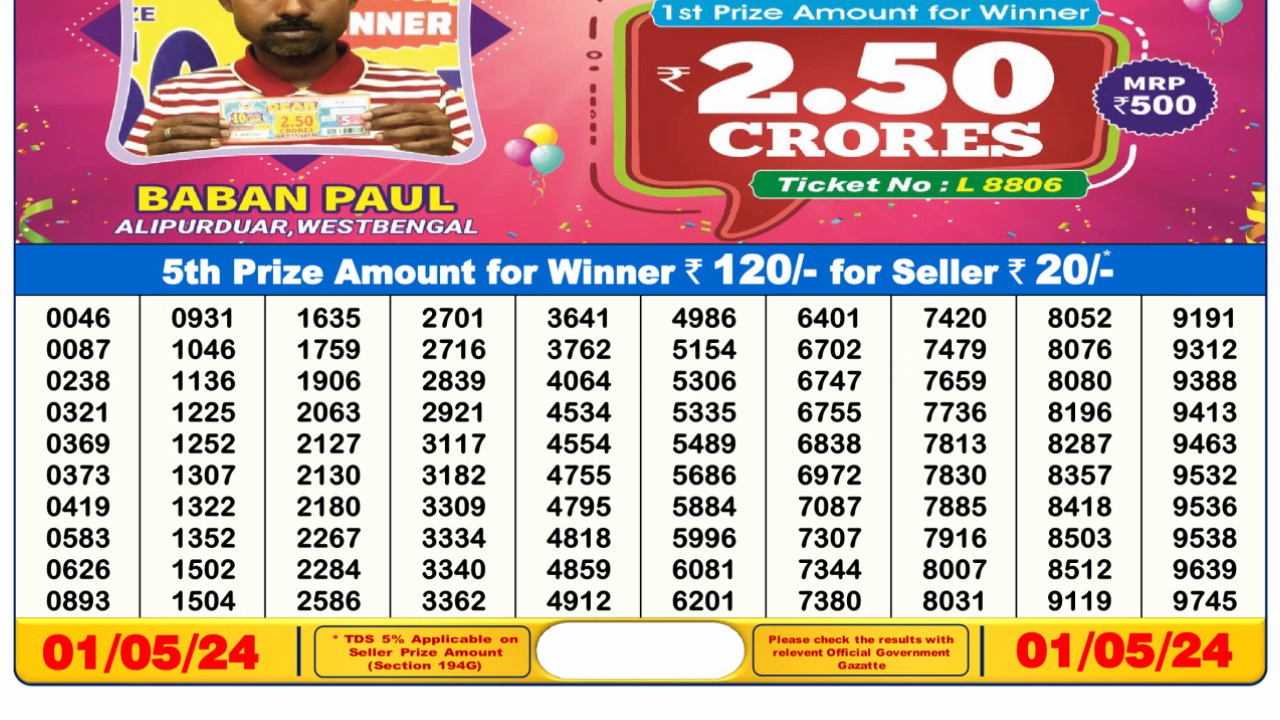 ZE
NNER
1st Prize Amount for Winner
₹ 2.50
CRORES
MRP
₹500
DEAR
2.50
CRORES
Ticket No : L 8806
BABAN PAUL
ALIPURDUAR,WESTBENGAL
5th Prize Amount for Winner ₹ 120/- for Seller ₹ 20/-*
0046 0931 1635 2701 3641 4986 6401 7420 8052 9191
0087 1046 1759 2716 3762 5154 6702 7479 8076 9312
0238 1136 1906 2839 4064 5306 6747 7659 8080 9388
0321 1225 2063 2921 4534 5335 6755 7736 8196 9413
0369 1252 2127 3117 4554 5489 6838 7813 8287 9463
0373 1307 2130 3182 4755 5686 6972 7830 8357 9532
0419 1322 2180 3309 4795 5884 7087 7885 8418 9536
0583 1352 2267 3334 4818 5996 7307 7916 8503 9538
0626 1502 2284 3340 4859 6081 7344 8007 8512 9639
0893 1504 2586 3362 4912 6201 7380 8031 9119 9745
01/05/24
* TDS 5% Applicable on
Seller Prize Amount
(Section 194G)
Please check the results with
relevent Official Government
Gazatte
01/05/24